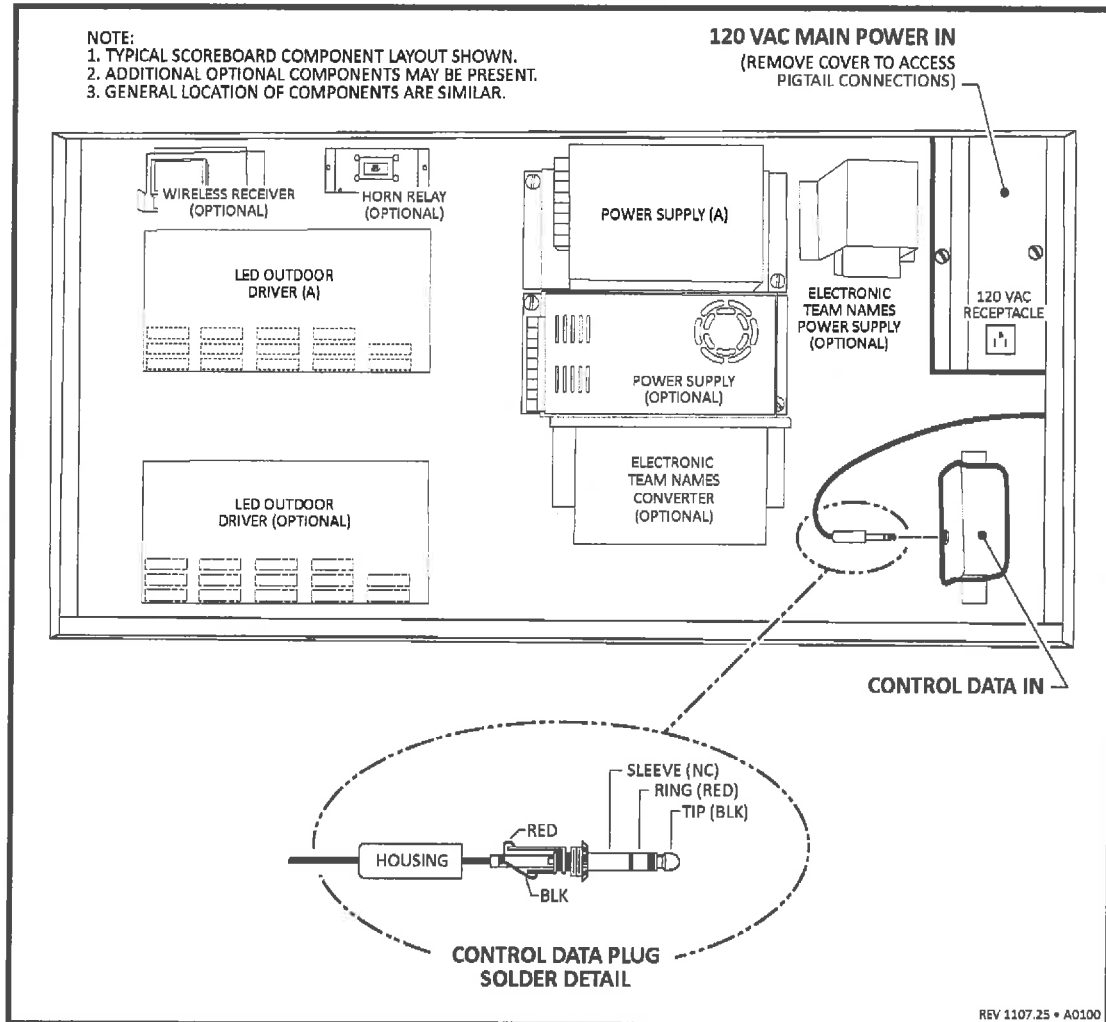 NOTE:
1. TYPICAL SCOREBOARD COMPONENT LAYOUT SHOWN.
2. ADDITIONAL OPTIONAL COMPONENTS MAY BE PRESENT.
3. GENERAL LOCATION OF COMPONENTS ARE SIMILAR.
120 VAC MAIN POWER IN
(REMOVE COVER TO ACCESS
PIGTAIL CONNECTIONS)
WIRELESS RECEIVER
(OPTIONAL)
HORN RELAY
(OPTIONAL)
POWER SUPPLY (A)
LED OUTDOOR
DRIVER (A)
ELECTRONIC
TEAM NAMES
POWER SUPPLY
(OPTIONAL)
120 VAC
RECEPTACLE
POWER SUPPLY
(OPTIONAL)
ELECTRONIC
TEAM NAMES
CONVERTER
(OPTIONAL)
LED OUTDOOR
DRIVER (OPTIONAL)
CONTROL DATA IN
SLEEVE (NC)
RING (RED)
TIP (BLK)
RED
HOUSING
BLK
CONTROL DATA PLUG
SOLDER DETAIL
REV 1107.25 • A0100